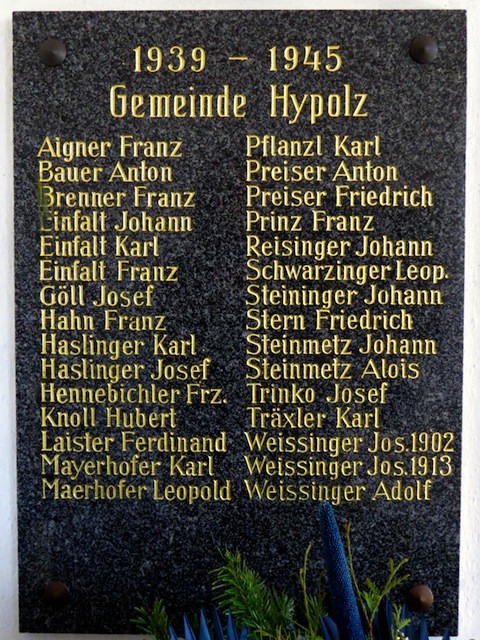 1939 – 1945
Gemeinde Hypolz
Aigner Franz
Bauer Anton
Brenner Franz
Einfalt Johann
Einfalt Karl
Einfalt Franz
Göll Josef
Hahn Franz
Haslinger Karl
Haslinger Josef
Hennebichler Frz.
Knoll Hubert
Laister Ferdinand
Mayerhofer Karl
Maerhofer Leopold
Pflanzl Karl
Preiser Anton
Preiser Friedrich
Prinz Franz
Reisinger Johann
Schwarzinger Leop.
Steininger Johann
Stern Friedrich
Steinmetz Johann
Steinmetz Alois
Trinko Josef
Träxler Karl
Weissinger Jos.1902
Weissinger Jos.1913
Weissinger Adolf